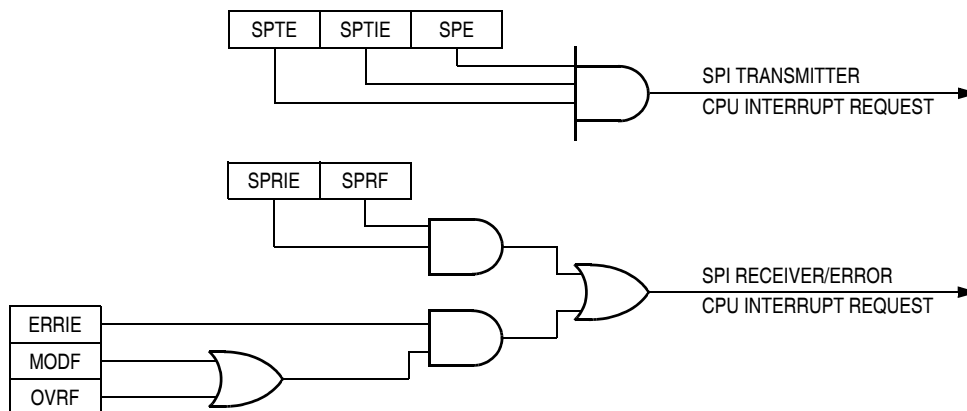 SPTE SPTIE SPE
SPI TRANSMITTER
CPU INTERRUPT REQUEST
SPRIE SPRF
SPI RECEIVER/ERROR
CPU INTERRUPT REQUEST
ERRIE
MODF
OVRF